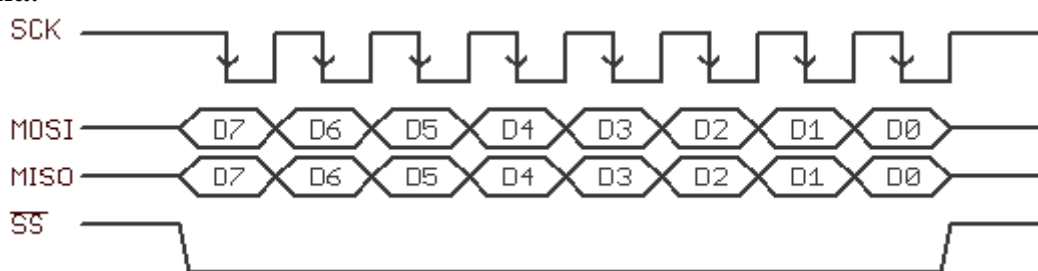 SCK
MOSI D7 D6 D5 D4 D3 D2 D1 D0
MISO D7 D6 D5 D4 D3 D2 D1 D0
SS